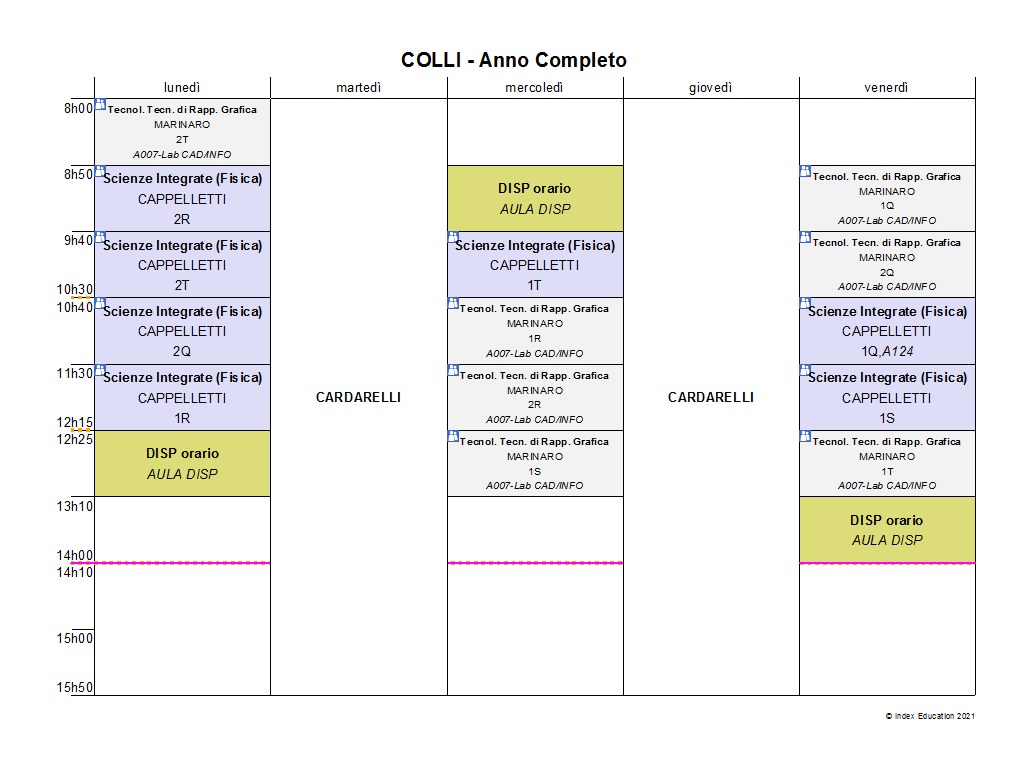 COLLI - Anno Completo
lunedì martedì mercoledì giovedì venerdì
8h00
8h50
9h40
10h30
10h40
11h30
12h15
12h25
13h10
14h00
14h10
15h00
15h50
Tecnol. Tecn. di Rapp. Grafica
MARINARO
2T
A007-Lab CAD/INFO
Scienze Integrate (Fisica)
CAPPELLETTI
2R
Scienze Integrate (Fisica)
CAPPELLETTI
2T
Scienze Integrate (Fisica)
CAPPELLETTI
2Q
Scienze Integrate (Fisica)
CAPPELLETTI
1R
DISP orario
AULA DISP
CARDARELLI
DISP orario
AULA DISP
Scienze Integrate (Fisica)
CAPPELLETTI
1T
Tecnol. Tecn. di Rapp. Grafica
MARINARO
1R
A007-Lab CAD/INFO
Tecnol. Tecn. di Rapp. Grafica
MARINARO
2R
A007-Lab CAD/INFO
Tecnol. Tecn. di Rapp. Grafica
MARINARO
1S
A007-Lab CAD/INFO
CARDARELLI
Tecnol. Tecn. di Rapp. Grafica
MARINARO
1Q
A007-Lab CAD/INFO
Tecnol. Tecn. di Rapp. Grafica
MARINARO
2Q
A007-Lab CAD/INFO
Scienze Integrate (Fisica)
CAPPELLETTI
1Q,A124
Scienze Integrate (Fisica)
CAPPELLETTI
1S
Tecnol. Tecn. di Rapp. Grafica
MARINARO
1T
A007-Lab CAD/INFO
DISP orario
AULA DISP
© Index Education 2021